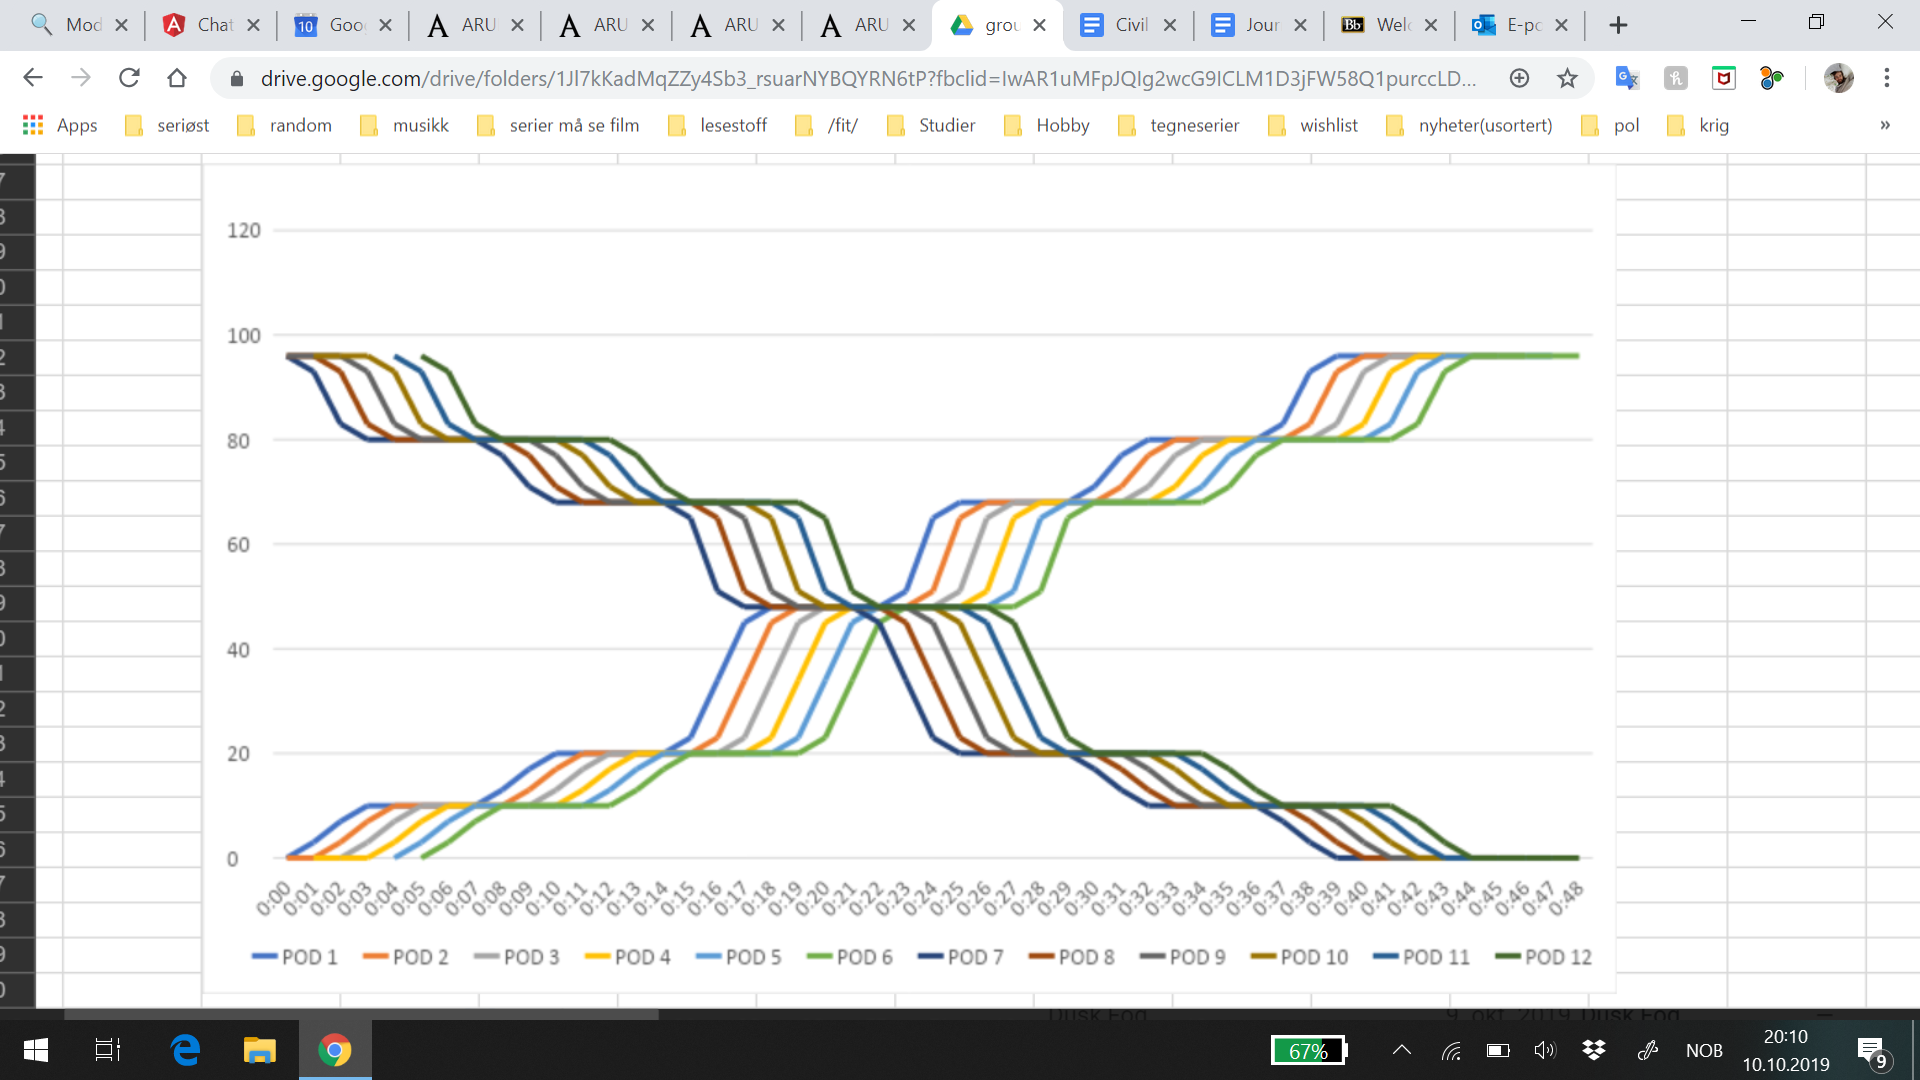 Mod Chat Goo ARU ARU ARU ARU grou Civil Jour Welc E-po
drive.google.com/drive/folders/1Jl7kKadMqZZy4Sb3_rsuarNYBQYRN6tP?fbclid=IwAR1uMFpJQlg2wcG9ICLM1D3jFW58Q1purccLD...
Apps seriøst random musikk serier må se film lesestoff /fit/ Studier Hobby tegneserier wishlist nyheter(usortert) pol krig »
120
100
80
60
40
20
0
0:00 0:01 0:02 0:03 0:04 0:05 0:06 0:07 0:08 0:09 0:10 0:11 0:12 0:13 0:14 0:15 0:16 0:17 0:18 0:19 0:20 0:21 0:22 0:23 0:24 0:25 0:26 0:27 0:28 0:29 0:30 0:31 0:32 0:33 0:34 0:35 0:36 0:37 0:38 0:39 0:40 0:41 0:42 0:43 0:44 0:45 0:46 0:47 0:48
POD 1 POD 2 POD 3 POD 4 POD 5 POD 6 POD 7 POD 8 POD 9 POD 10 POD 11 POD 12
Dusk Fog 9. okt. 2019 Dusk Fog
67% NOB 20:10
10.10.2019 9